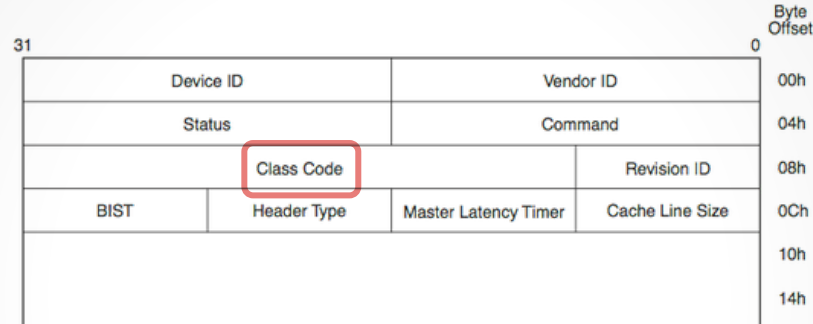 Byte
Offset
31 0
Device ID Vendor ID 00h
Status Command 04h
Class Code Revision ID 08h
BIST Header Type Master Latency Timer Cache Line Size 0Ch
10h
14h